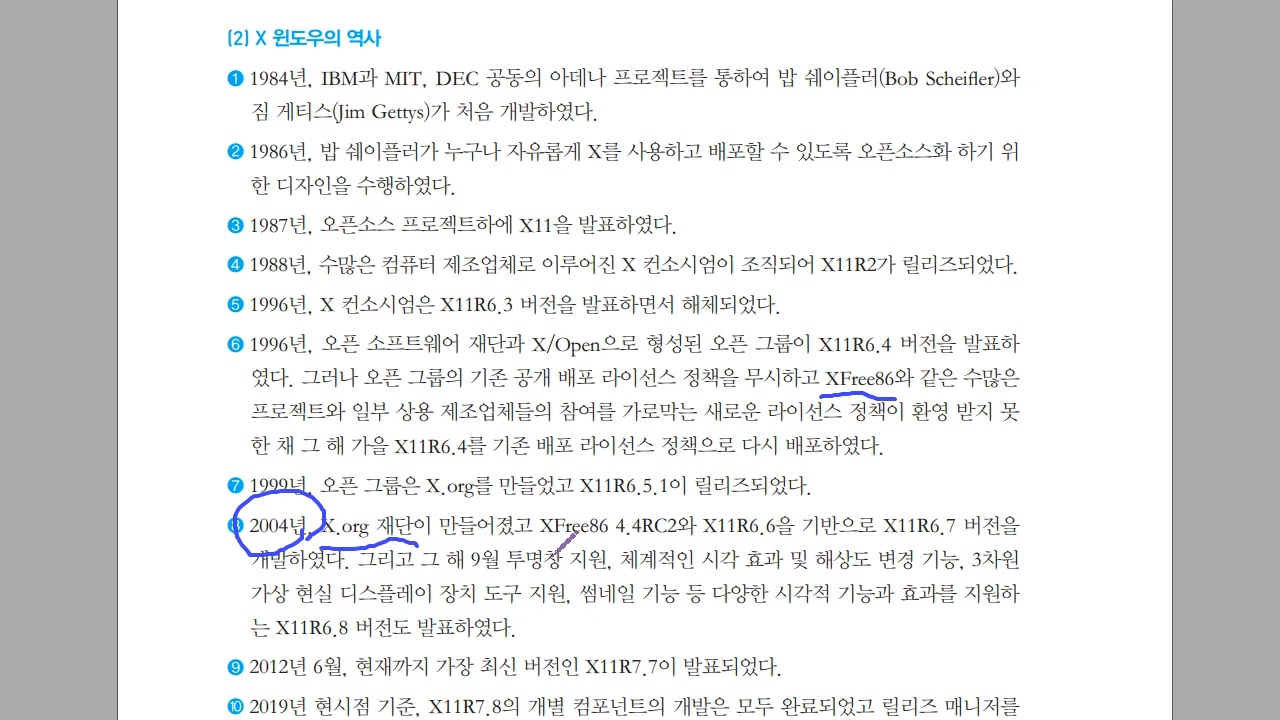 (2) X 윈도우의 역사
❶ 1984년, IBM과 MIT, DEC 공동의 아데나 프로젝트를 통하여 밥 쉐이플러(Bob Scheifler)와
짐 게티스(Jim Gettys)가 처음 개발하였다.
❷ 1986년, 밥 쉐이플러가 누구나 자유롭게 X를 사용하고 배포할 수 있도록 오픈소스화 하기 위
한 디자인을 수행하였다.
❸ 1987년, 오픈소스 프로젝트하에 X11을 발표하였다.
❹ 1988년, 수많은 컴퓨터 제조업체로 이루어진 X 컨소시엄이 조직되어 X11R2가 릴리즈되었다.
❺ 1996년, X 컨소시엄은 X11R6.3 버전을 발표하면서 해체되었다.
❻ 1996년, 오픈 소프트웨어 재단과 X/Open으로 형성된 오픈 그룹이 X11R6.4 버전을 발표하
였다. 그러나 오픈 그룹의 기존 공개 배포 라이선스 정책을 무시하고 XFree86와 같은 수많은
프로젝트와 일부 상용 제조업체들의 참여를 가로막는 새로운 라이선스 정책이 환영 받지 못
한 채 그 해 가을 X11R6.4를 기존 배포 라이선스 정책으로 다시 배포하였다.
❼ 1999년, 오픈 그룹은 X.org를 만들었고 X11R6.5.1이 릴리즈되었다.
❽ 2004년, X.org 재단이 만들어졌고 XFree86 4.4RC2와 X11R6.6을 기반으로 X11R6.7 버전을
개발하였다. 그리고 그 해 9월 투명창 지원, 체계적인 시각 효과 및 해상도 변경 기능, 3차원
가상 현실 디스플레이 장치 도구 지원, 썸네일 기능 등 다양한 시각적 기능과 효과를 지원하
는 X11R6.8 버전도 발표하였다.
❾ 2012년 6월, 현재까지 가장 최신 버전인 X11R7.7이 발표되었다.
❿ 2019년 현시점 기준, X11R7.8의 개별 컴포넌트의 개발은 모두 완료되었고 릴리즈 매니저를